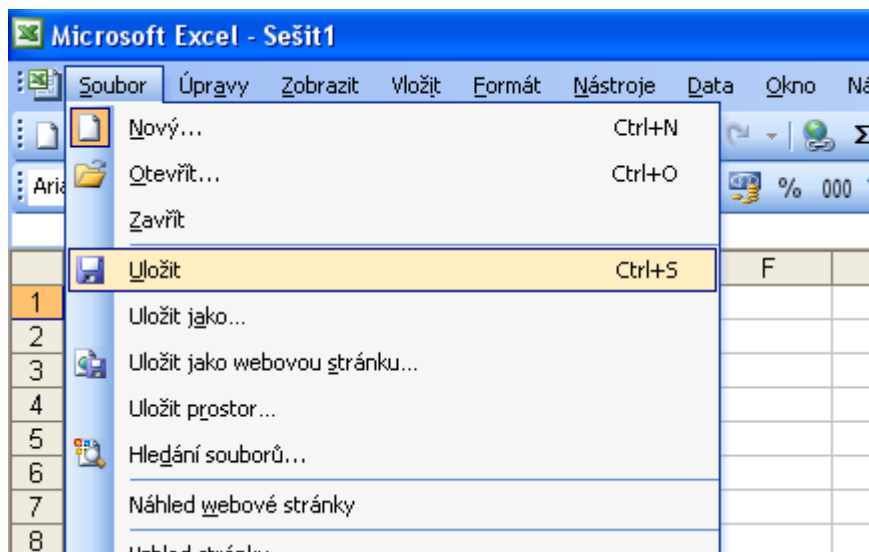 Microsoft Excel - Sešit1
Soubor Úpravy Zobrazit Vložit Formát Nástroje Data Okno
Nový... Ctrl+N
Otevřít... Ctrl+O
% 000
Zavřít
Uložit Ctrl+S
F
1
Uložit jako...
2
Uložit jako webovou stránku...
3
4
Uložit prostor...
5
Hledání souborů...
6
7
Náhled webové stránky
8